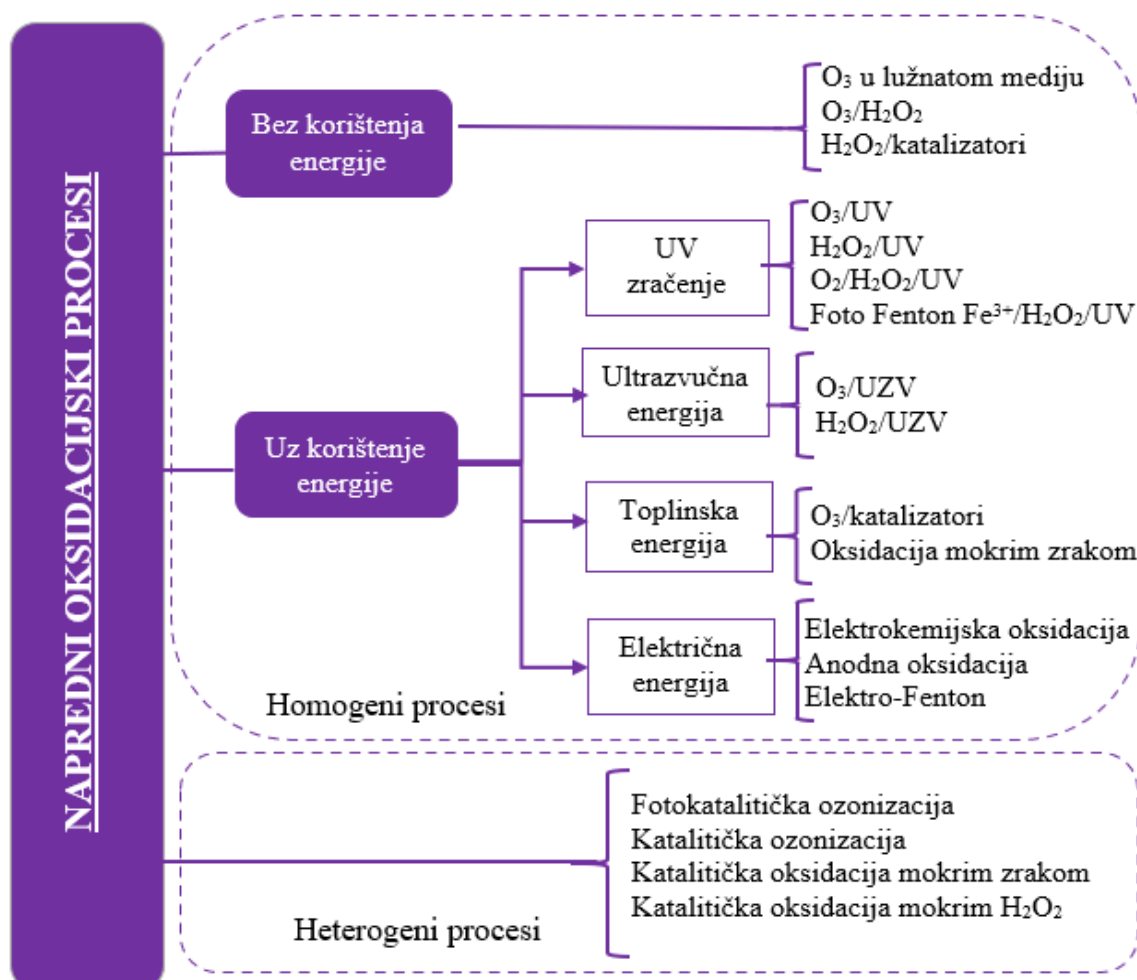 NAPREDNI OKSIDACIJSKI PROCESI
Bez korištenja
energije
O₃ u lužnatom mediju
O₃/H₂O₂
H₂O₂/katalizatori
Uz korištenje
energije
UV
zračenje
O₃/UV
H₂O₂/UV
O₂/H₂O₂/UV
Foto Fenton Fe³⁺/H₂O₂/UV
Ultrazvučna
energija
O₃/UZV
H₂O₂/UZV
Toplinska
energija
O₃/katalizatori
Oksidacija mokrim zrakom
Električna
energija
Elektrokemijska oksidacija
Anodna oksidacija
Elektro-Fenton
Homogeni procesi
Fotokatalitička ozonizacija
Katalitička ozonizacija
Katalitička oksidacija mokrim zrakom
Katalitička oksidacija mokrim H₂O₂
Heterogeni procesi